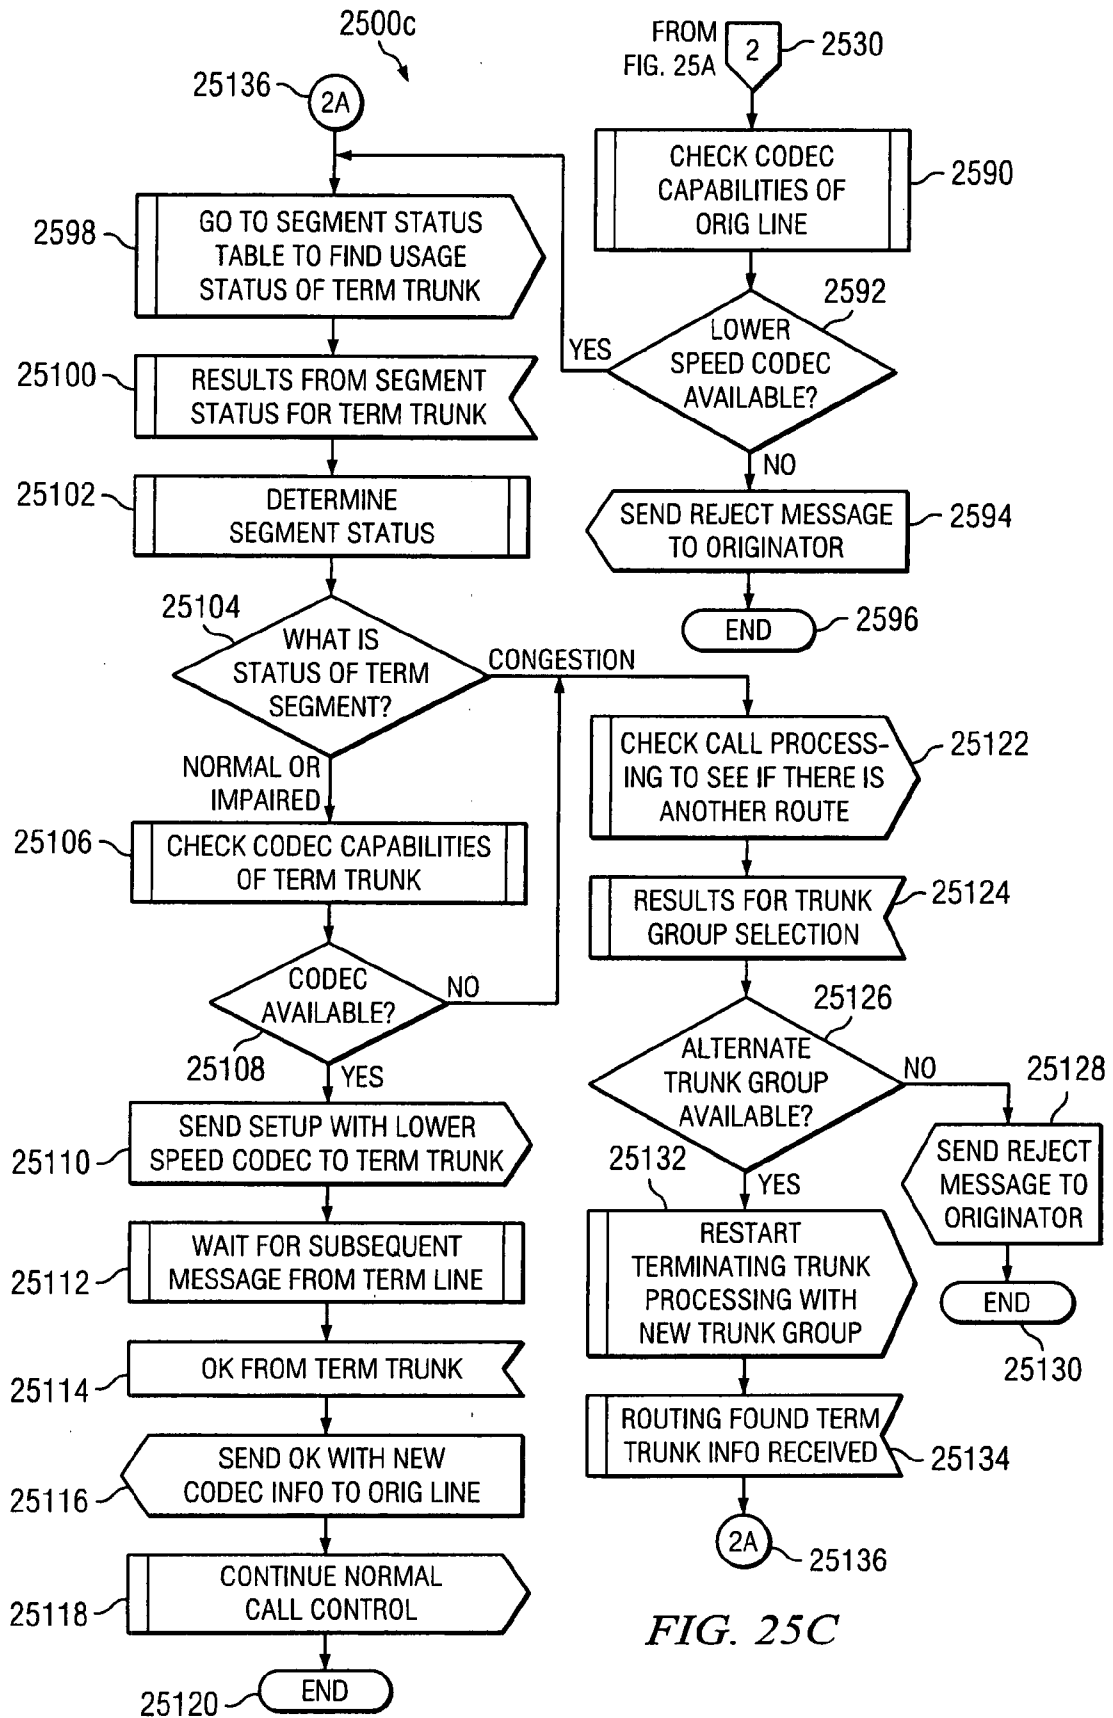 2500c
25136
2A
FROM
FIG. 25A
2
2530
CHECK CODEC
CAPABILITIES OF
ORIG LINE
2590
2592
LOWER
SPEED CODEC
AVAILABLE?
YES
NO
SEND REJECT MESSAGE
TO ORIGINATOR
2594
END
2596
2598
GO TO SEGMENT STATUS
TABLE TO FIND USAGE
STATUS OF TERM TRUNK
25100
RESULTS FROM SEGMENT
STATUS FOR TERM TRUNK
25102
DETERMINE
SEGMENT STATUS
25104
WHAT IS
STATUS OF TERM
SEGMENT?
CONGESTION
NORMAL OR
IMPAIRED
25106
CHECK CODEC CAPABILITIES
OF TERM TRUNK
CODEC
AVAILABLE?
NO
25108
YES
SEND SETUP WITH LOWER
SPEED CODEC TO TERM TRUNK
25110
WAIT FOR SUBSEQUENT
MESSAGE FROM TERM LINE
25112
OK FROM TERM TRUNK
25114
SEND OK WITH NEW
CODEC INFO TO ORIG LINE
25116
CONTINUE NORMAL
CALL CONTROL
25118
END
25120
CHECK CALL PROCESS-
ING TO SEE IF THERE IS
ANOTHER ROUTE
25122
RESULTS FOR TRUNK
GROUP SELECTION
25124
25126
ALTERNATE
TRUNK GROUP
AVAILABLE?
NO
25128
SEND REJECT
MESSAGE TO
ORIGINATOR
END
25130
25132
YES
RESTART
TERMINATING TRUNK
PROCESSING WITH
NEW TRUNK GROUP
ROUTING FOUND TERM
TRUNK INFO RECEIVED
25134
2A
25136
FIG. 25C